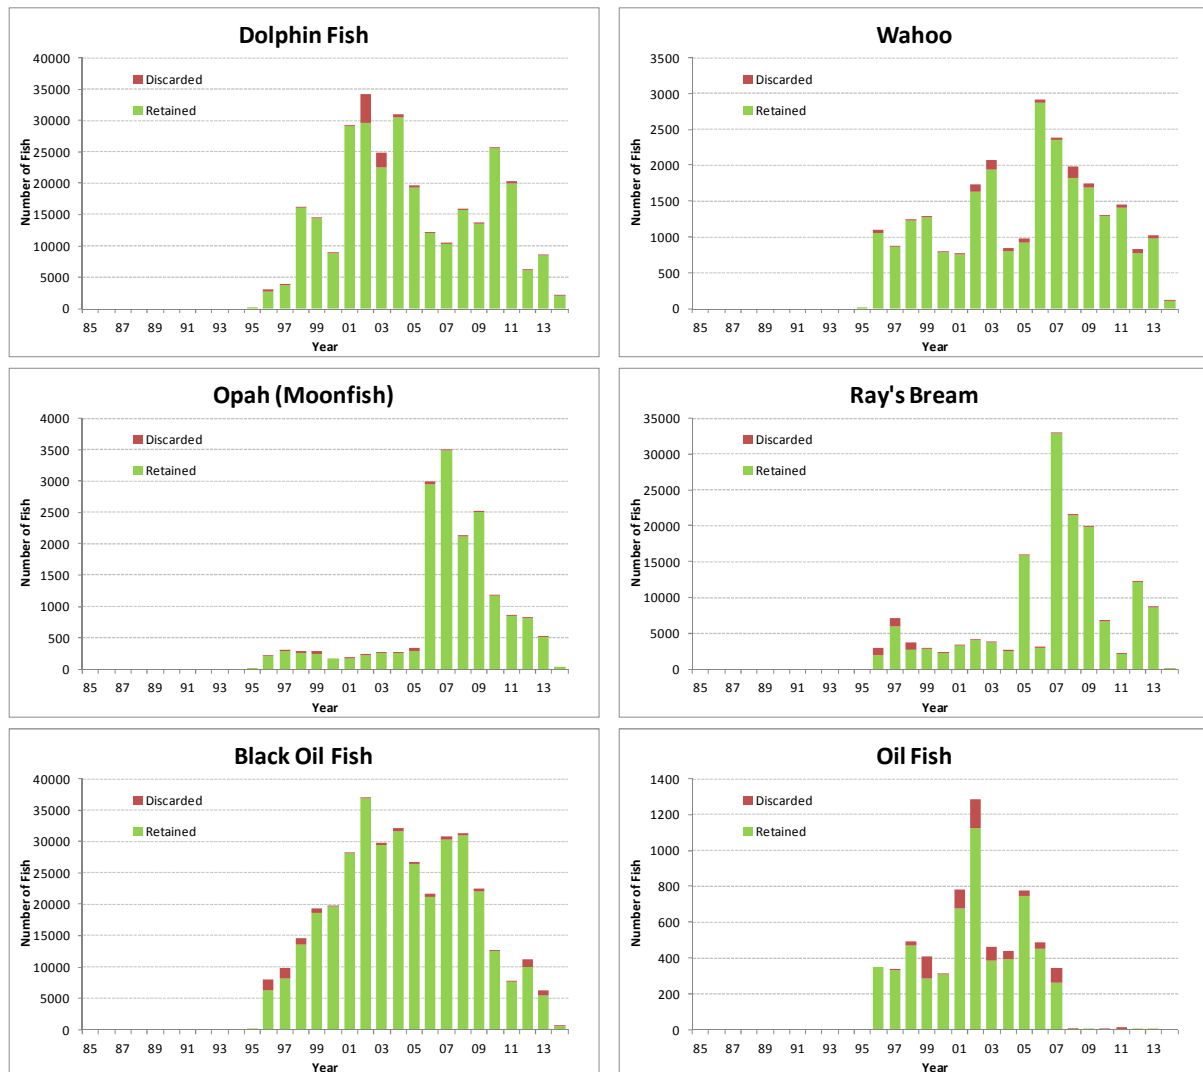 Dolphin Fish
40000
35000
30000
25000
20000
15000
10000
5000
0
Number of Fish
Discarded
Retained
85 87 89 91 93 95 97 99 01 03 05 07 09 11 13
Year
Wahoo
3500
3000
2500
2000
1500
1000
500
0
Number of Fish
Discarded
Retained
85 87 89 91 93 95 97 99 01 03 05 07 09 11 13
Year
Opah (Moonfish)
4000
3500
3000
2500
2000
1500
1000
500
0
Number of Fish
Discarded
Retained
85 87 89 91 93 95 97 99 01 03 05 07 09 11 13
Year
Ray's Bream
35000
30000
25000
20000
15000
10000
5000
0
Number of Fish
Discarded
Retained
85 87 89 91 93 95 97 99 01 03 05 07 09 11 13
Year
Black Oil Fish
40000
35000
30000
25000
20000
15000
10000
5000
0
Number of Fish
Discarded
Retained
85 87 89 91 93 95 97 99 01 03 05 07 09 11 13
Year
Oil Fish
1400
1200
1000
800
600
400
200
0
Number of Fish
Discarded
Retained
85 87 89 91 93 95 97 99 01 03 05 07 09 11 13
Year